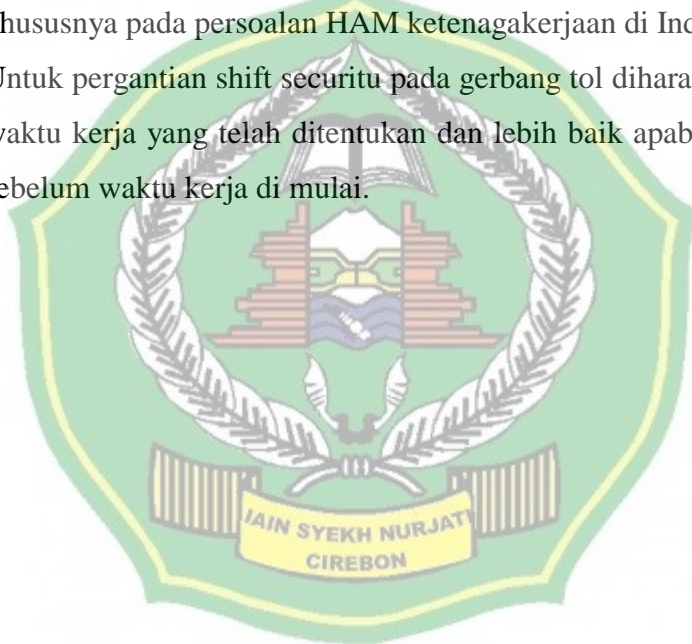 hususnya pada persoalan HAM ketenagakerjaan di Ind
Untuk pergantian shift securitu pada gerbang tol dihara
waktu kerja yang telah ditentukan dan lebih baik apab
sebelum waktu kerja di mulai.
IAIN SYEKH NURJATI
CIREBON